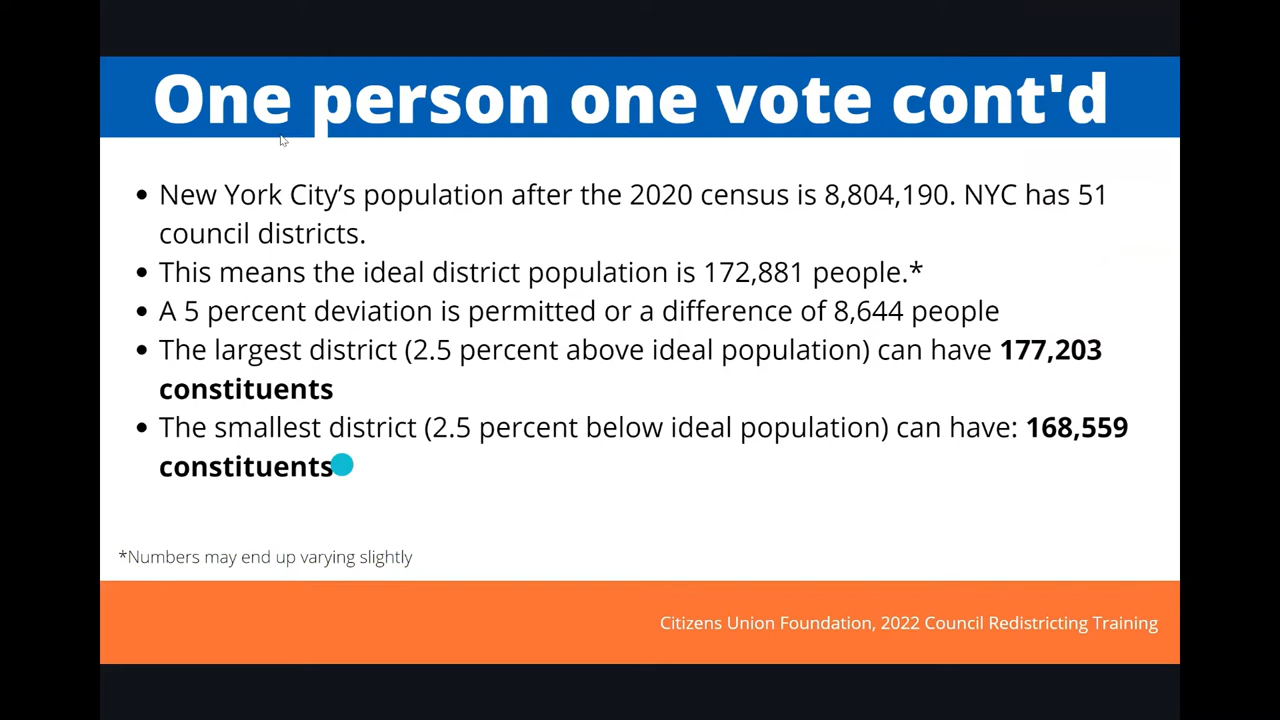 One person one vote cont'd
• New York City’s population after the 2020 census is 8,804,190. NYC has 51
council districts.
• This means the ideal district population is 172,881 people.*
• A 5 percent deviation is permitted or a difference of 8,644 people
• The largest district (2.5 percent above ideal population) can have 177,203
constituents
• The smallest district (2.5 percent below ideal population) can have: 168,559
constituents
*Numbers may end up varying slightly
Citizens Union Foundation, 2022 Council Redistricting Training